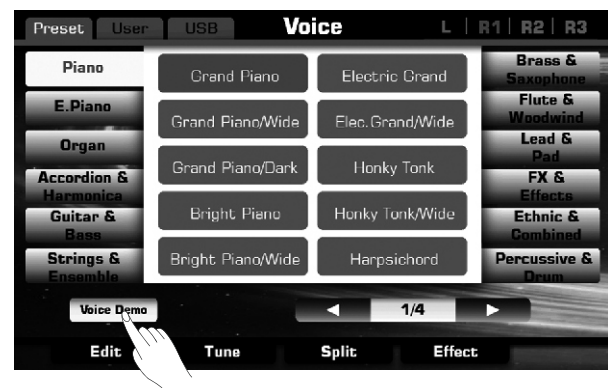 Preset User USB Voice L R1 R2 R3
Piano
E.Piano
Organ
Accordion &
Harmonica
Guitar &
Bass
Strings &
Ensemble
Grand Piano Electric Grand
Grand Piano/Wide Elec.Grand/Wide
Grand Piano/Dark Honky Tonk
Bright Piano Honky Tonk/Wide
Bright Piano/Wide Harpsichord
Brass &
Saxophone
Flute &
Woodwind
Lead &
Pad
FX &
Effects
Ethnic &
Combined
Percussive &
Drum
Voice Demo 1/4
Edit Tune Split Effect